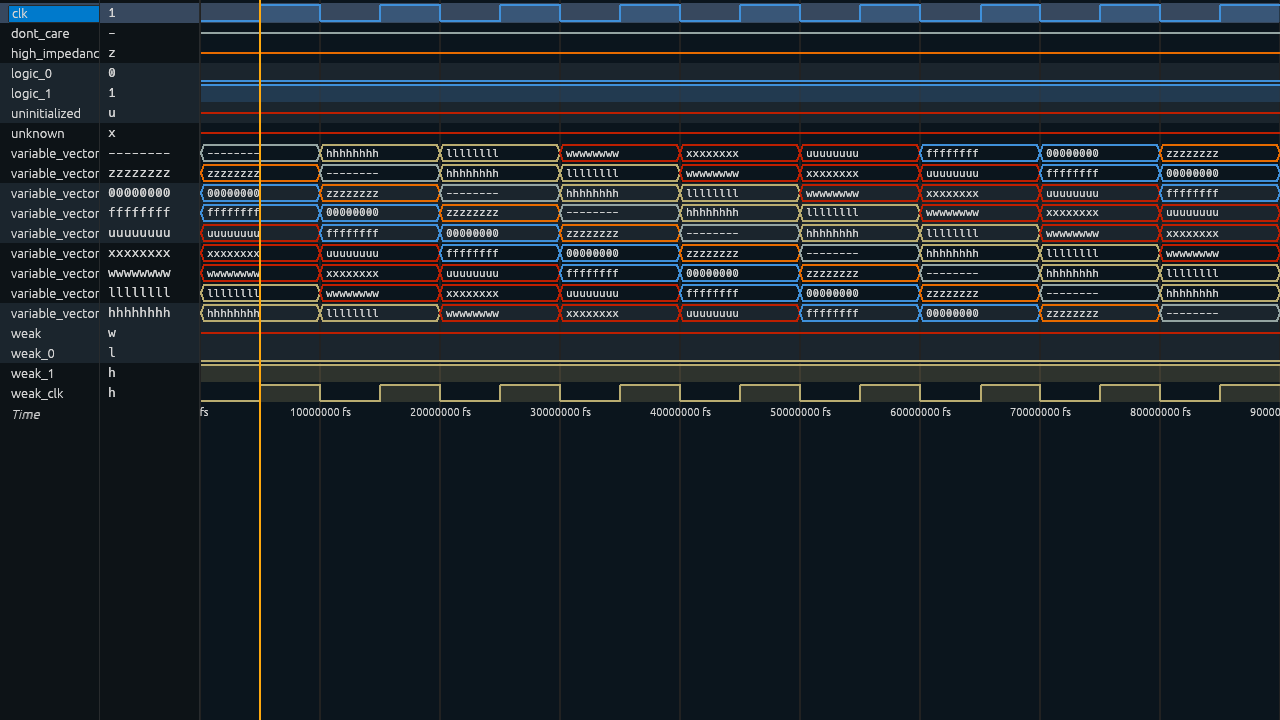 clk 1
dont_care –
high_impedanc z
logic_0 0
logic_1 1
uninitialized u
unknown x
variable_vector -------- -------- hhhhhhhh llllllll wwwwwwww xxxxxxxx uuuuuuuu ffffffff 00000000 zzzzzzzz
variable_vector zzzzzzzz zzzzzzzz -------- hhhhhhhh llllllll wwwwwwww xxxxxxxx uuuuuuuu ffffffff 00000000
variable_vector 00000000 00000000 zzzzzzzz -------- hhhhhhhh llllllll wwwwwwww xxxxxxxx uuuuuuuu ffffffff
variable_vector ffffffff ffffffff 00000000 zzzzzzzz -------- hhhhhhhh llllllll wwwwwwww xxxxxxxx uuuuuuuu
variable_vector uuuuuuuu uuuuuuuu ffffffff 00000000 zzzzzzzz -------- hhhhhhhh llllllll wwwwwwww xxxxxxxx
variable_vector xxxxxxxx xxxxxxxx uuuuuuuu ffffffff 00000000 zzzzzzzz -------- hhhhhhhh llllllll wwwwwwww
variable_vector wwwwwwww wwwwwwww xxxxxxxx uuuuuuuu ffffffff 00000000 zzzzzzzz -------- hhhhhhhh llllllll
variable_vector llllllll llllllll wwwwwwww xxxxxxxx uuuuuuuu ffffffff 00000000 zzzzzzzz -------- hhhhhhhh
variable_vector hhhhhhhh hhhhhhhh llllllll wwwwwwww xxxxxxxx uuuuuuuu ffffffff 00000000 zzzzzzzz --------
weak w
weak_0 l
weak_1 h
weak_clk h
Time fs 10000000 fs 20000000 fs 30000000 fs 40000000 fs 50000000 fs 60000000 fs 70000000 fs 80000000 fs 90000